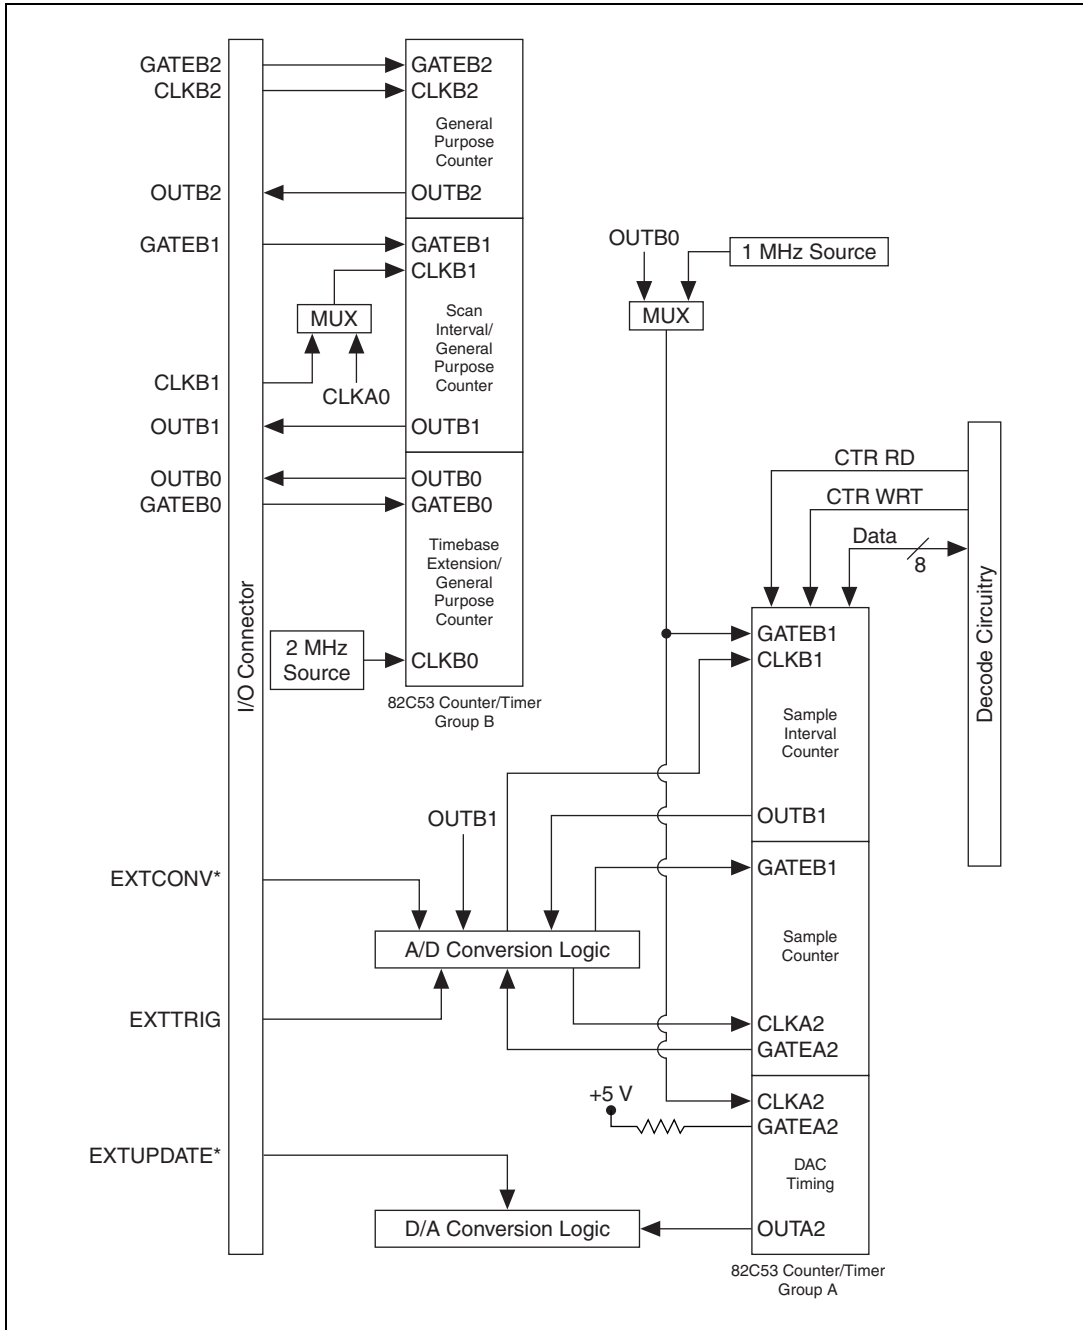 GATEB2
CLKB2
OUTB2
GATEB1
CLKB1
OUTB1
OUTB0
GATEB0
EXTCONV*
EXTTRIG
EXTUPDATE*
I/O Connector
MUX
CLKA0
2 MHz
Source
GATEB2
CLKB2
General
Purpose
Counter
OUTB2
GATEB1
CLKB1
Scan
Interval/
General
Purpose
Counter
OUTB1
OUTB0
GATEB0
Timebase
Extension/
General
Purpose
Counter
CLKB0
82C53 Counter/Timer
Group B
OUTB0
1 MHz Source
MUX
CTR RD
CTR WRT
Data
8
Decode Circuitry
OUTB1
A/D Conversion Logic
+5 V
D/A Conversion Logic
GATEB1
CLKB1
Sample
Interval
Counter
OUTB1
GATEB1
Sample
Counter
CLKA2
GATEA2
CLKA2
GATEA2
DAC
Timing
OUTA2
82C53 Counter/Timer
Group A